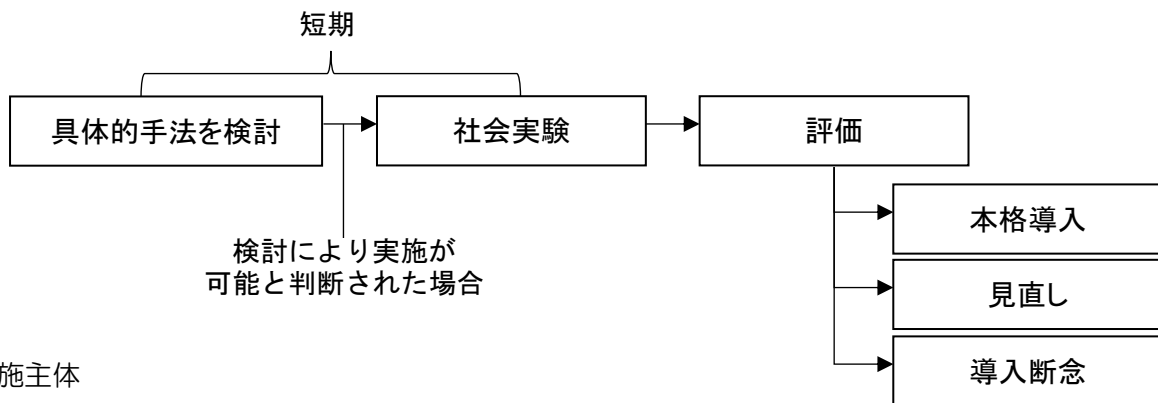 短期
具体的手法を検討
社会実験
評価
検討により実施が
可能と判断された場合
本格導入
見直し
導入断念
施主体